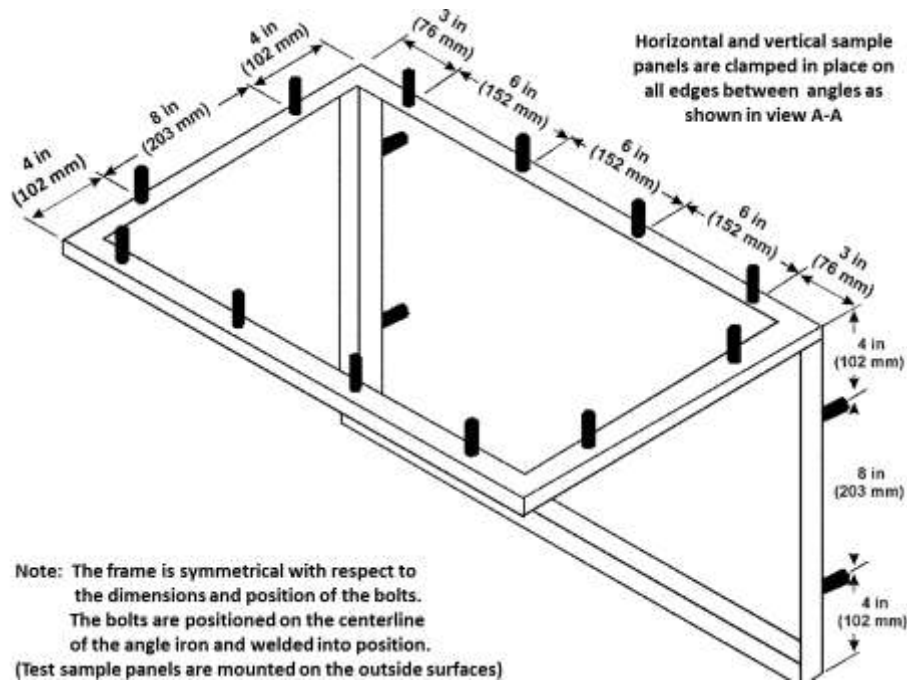 4 in
(102 mm)
8 in
(203 mm)
4 in
(102 mm)
3 in
(76 mm)
6 in
(152 mm)
6 in
(152 mm)
6 in
(152 mm)
3 in
(76 mm)
Horizontal and vertical sample
panels are clamped in place on
all edges between angles as
shown in view A-A
4 in
(102 mm)
8 in
(203 mm)
4 in
(102 mm)
Note: The frame is symmetrical with respect to
the dimensions and position of the bolts.
The bolts are positioned on the centerline
of the angle iron and welded into position.
(Test sample panels are mounted on the outside surfaces)